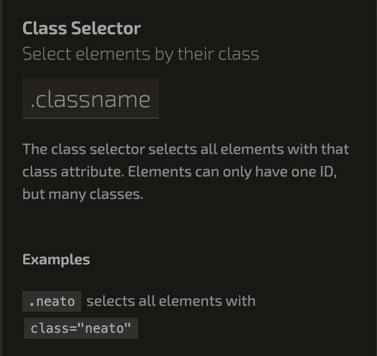 Class Selector
Select elements by their class
.classname
The class selector selects all elements with that
class attribute. Elements can only have one ID,
but many classes.
Examples
.neato selects all elements with
class="neato"